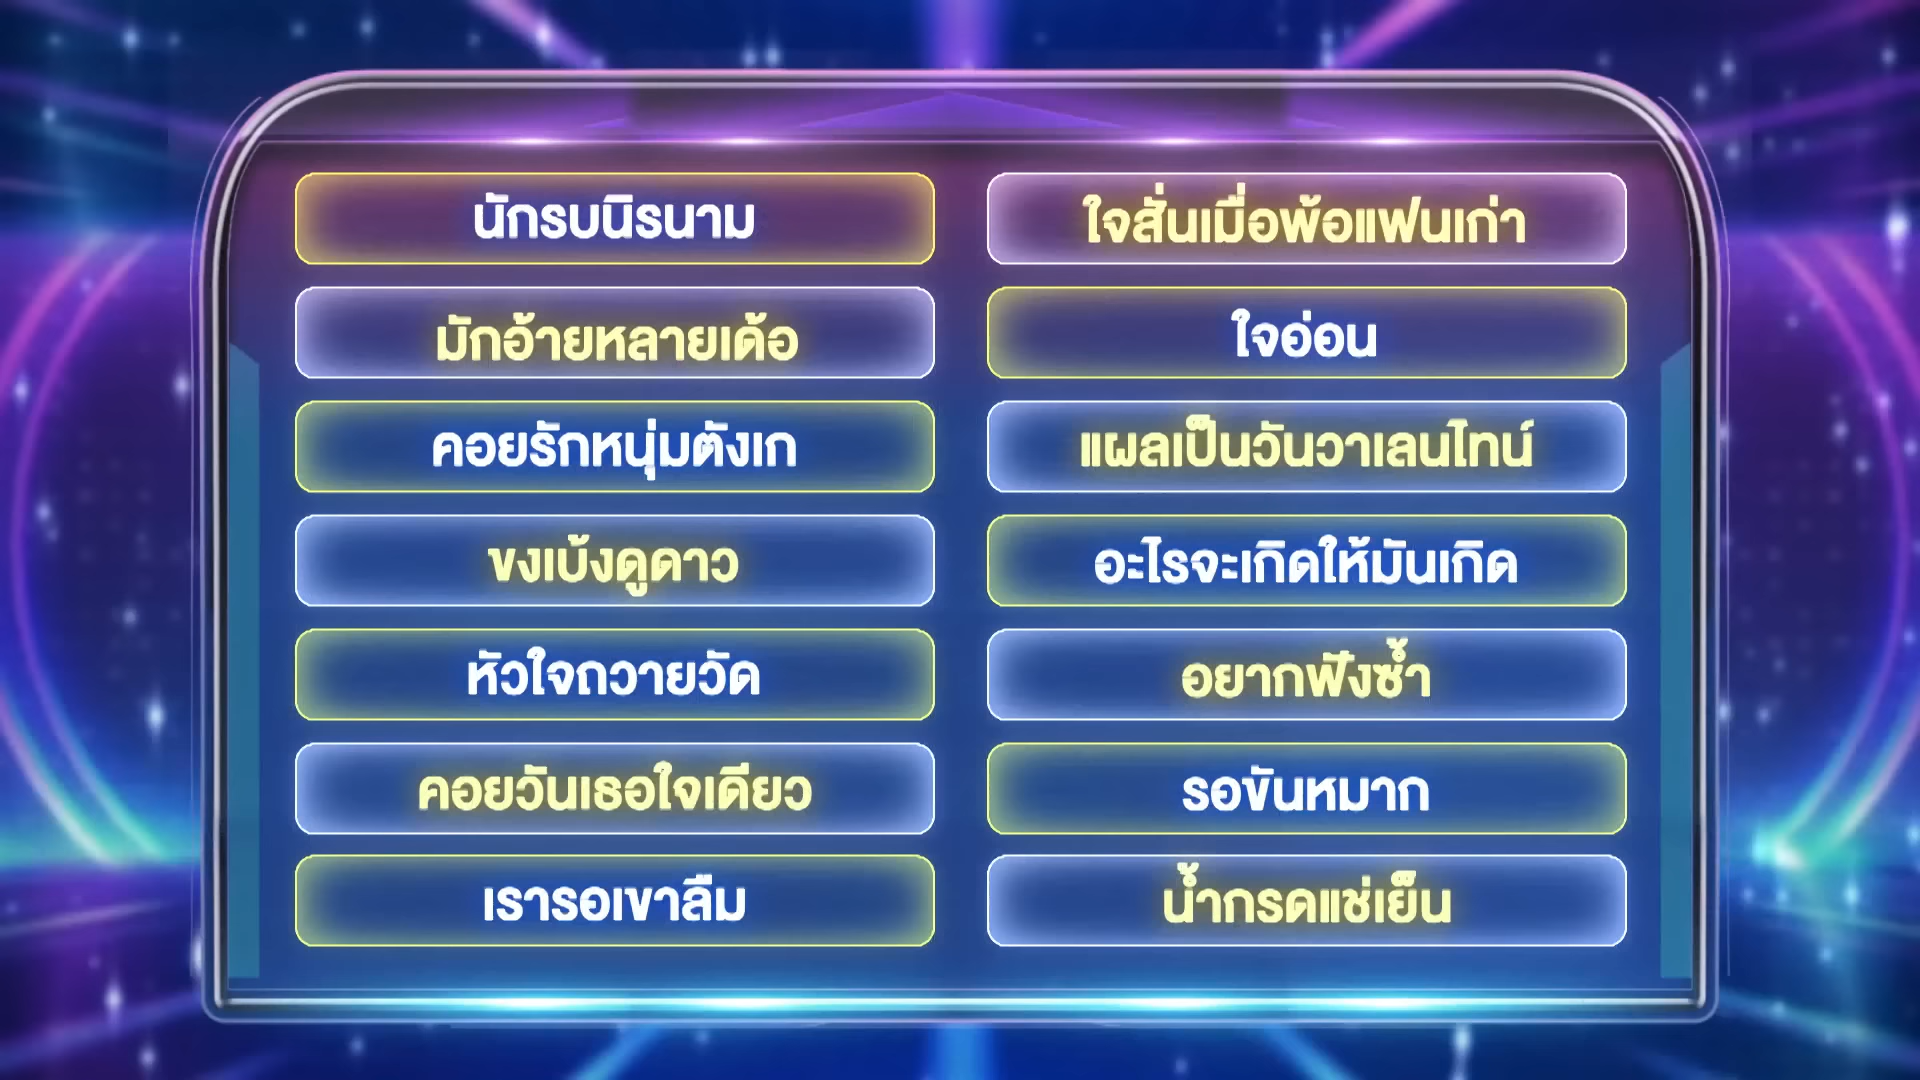 นักรบนิรนาม
ใจสั่นเมื่อพ้อแฟนเก่า
มักอ้ายหลายเด้อ
ใจอ่อน
คอยรักหนุ่มตังเก
แผลเป็นวันวาเลนไทน์
ขงเบ้งดูดาว
อะไรจะเกิดให้มันเกิด
หัวใจถวายวัด
อยากฟังซ้ำ
คอยวันเธอใจเดียว
รอขันหมาก
เรารอเขาลืม
น้ำกรดแช่เย็น